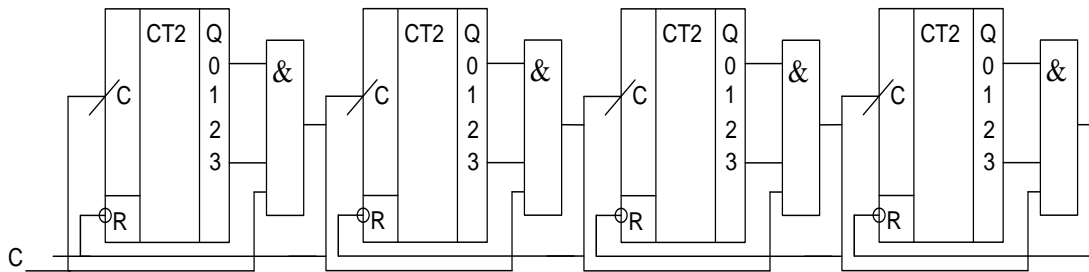 CT2 Q CT2 Q CT2 Q CT2 Q
0 & 0 & 0 & 0 &
C 1 C 1 C 1 C 1
2 2 2 2
3 3 3 3
R R R R
C